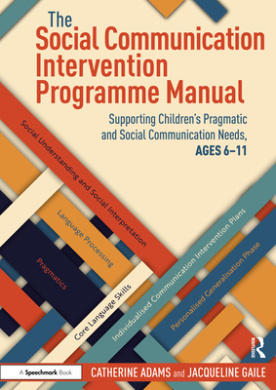 The
Social Communication
Intervention
Programme Manual
Supporting Children's Pragmatic
and Social Communication Needs,
AGES 6–11
Social Understanding and Social Interpretation
Language Processing
Pragmatics
Core Language Skills
Individualised Communication Intervention Plans
Personalised Generalisation Phase
A Speechmark Book
CATHERINE ADAMS AND JACQUELINE GAILE
Routledge